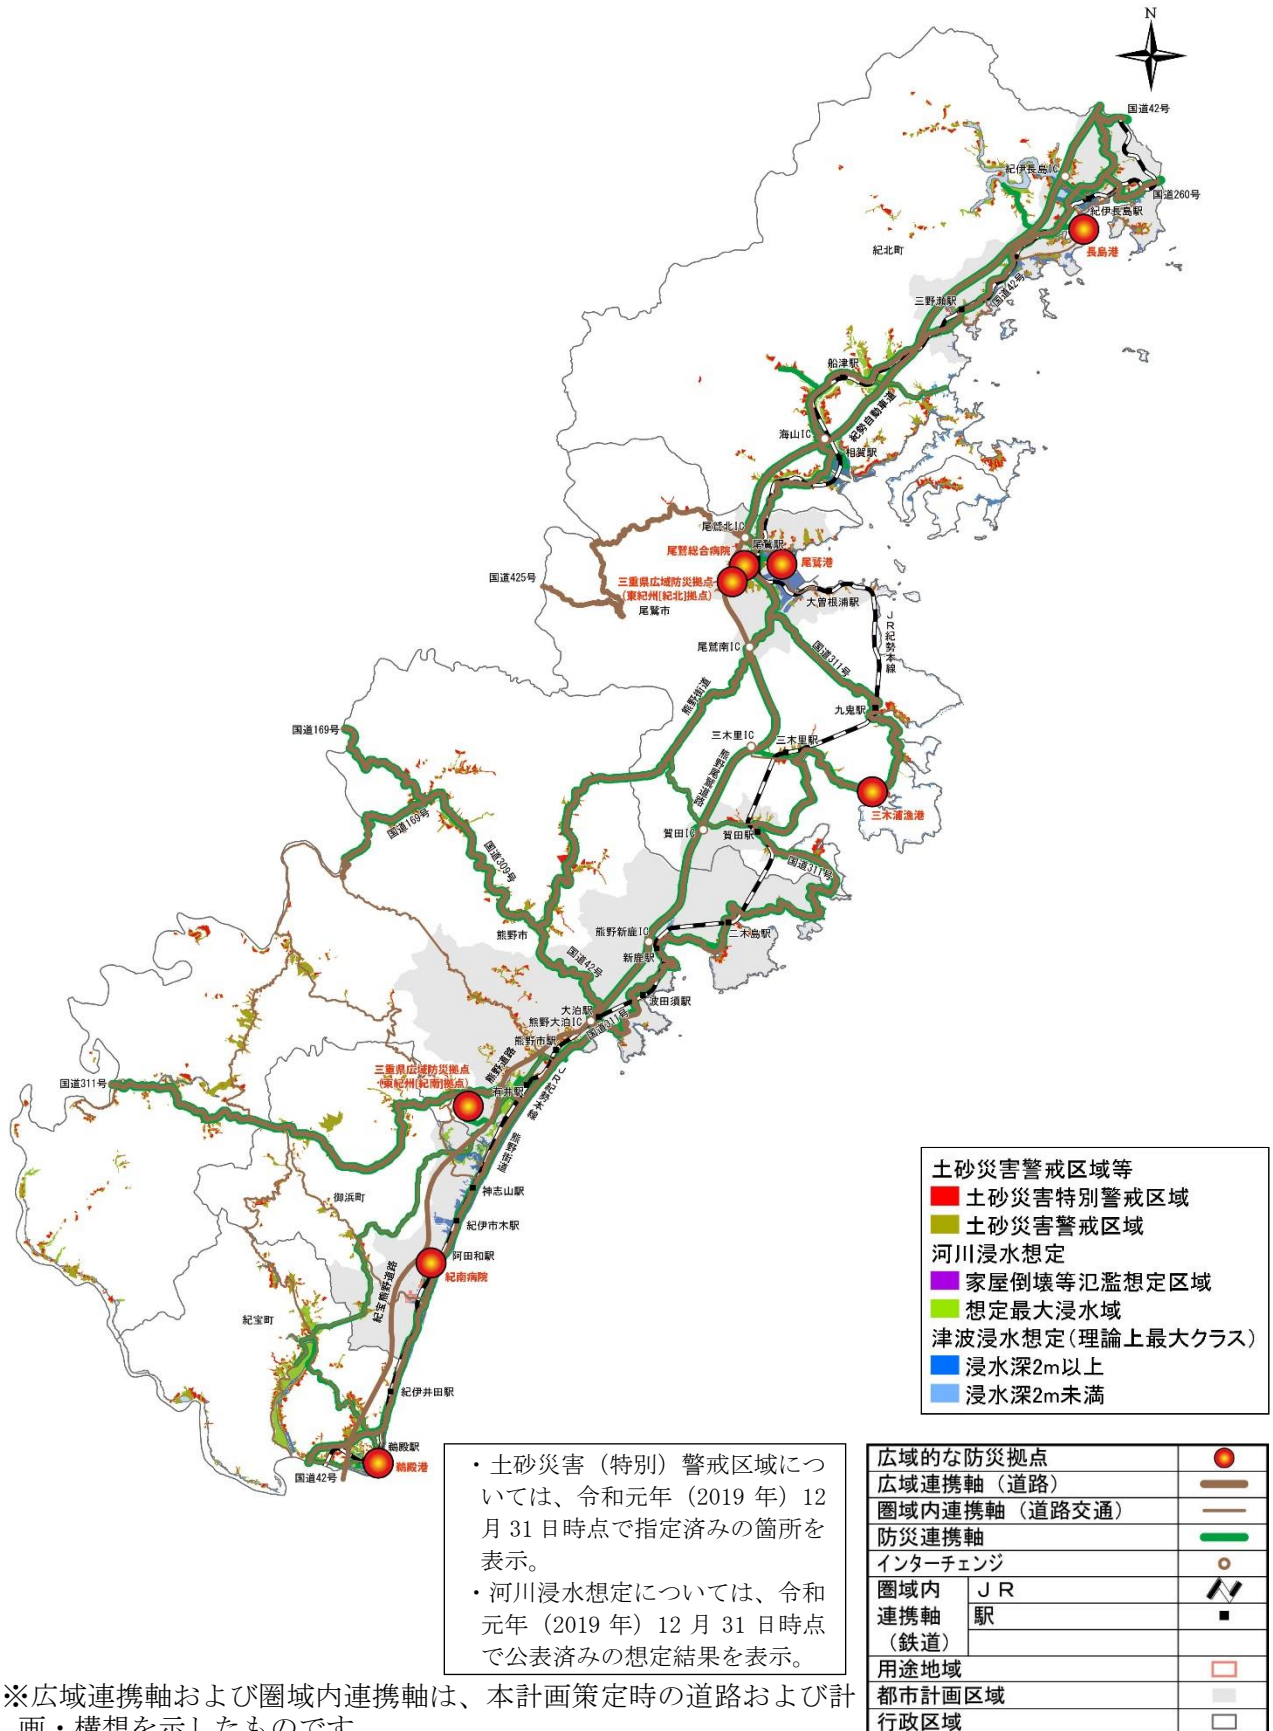 N
国道42号
紀伊長島IC
国道260号
紀伊長島駅
長島港
紀北町
三野瀬駅
国道42号
船津駅
紀勢自動車道
海山IC
相賀駅
尾鷲北IC
尾鷲駅
尾鷲総合病院
尾鷲港
三重県広域防災拠点
(東紀州[紀北]拠点)
国道425号
尾鷲市
大曽根浦駅
JR紀勢本線
尾鷲南IC
国道311号
熊野街道
九鬼駅
国道169号
三木里IC
三木里駅
熊野尾鷲道路
三木浦漁港
国道169号
賀田IC
賀田駅
国道309号
国道311号
熊野市
熊野新鹿IC
二木島駅
新鹿駅
国道42号
波田須駅
大泊駅
熊野大泊IC
国道311号
熊野市駅
三重県広域防災拠点
(東紀州[紀南]拠点)
熊野道路
国道311号
有井駅
JR紀勢本線
熊野街道
神志山駅
御浜町
紀伊市木駅
阿田和駅
紀南病院
紀宝熊野道路
紀宝町
紀伊井田駅
鵜殿駅
鵜殿港
国道42号
土砂災害警戒区域等
土砂災害特別警戒区域
土砂災害警戒区域
河川浸水想定
家屋倒壊等氾濫想定区域
想定最大浸水域
津波浸水想定(理論上最大クラス)
浸水深2m以上
浸水深2m未満
・土砂災害（特別）警戒区域につ
いては、令和元年（2019 年）12
月 31 日時点で指定済みの箇所を
表示。
・河川浸水想定については、令和
元年（2019 年）12 月 31 日時点
で公表済みの想定結果を表示。
広域的な防災拠点
広域連携軸（道路）
圏域内連携軸（道路交通）
防災連携軸
インターチェンジ
圏域内 ＪＲ
連携軸 駅
（鉄道）
用途地域
都市計画区域
行政区域
※広域連携軸および圏域内連携軸は、本計画策定時の道路および計
画・構想を示したものです